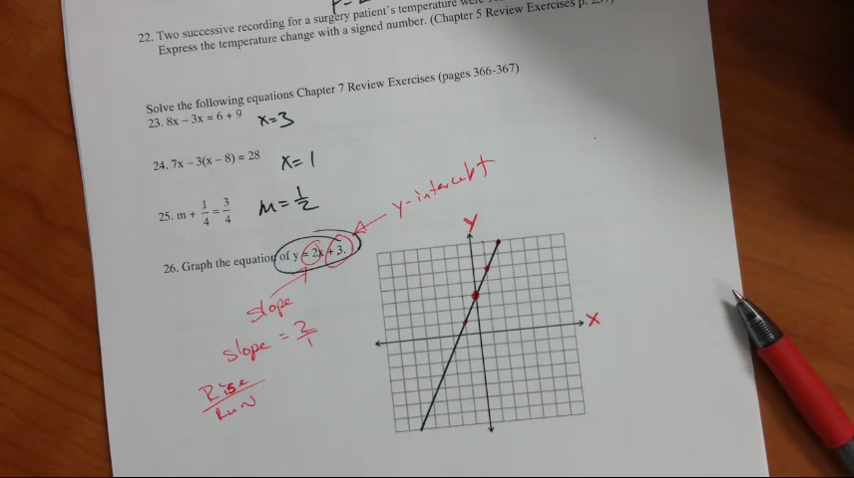 22. Two successive recording for a surgery patient's temperature were
Express the temperature change with a signed number. (Chapter 5 Review Exercises p.
Solve the following equations Chapter 7 Review Exercises (pages 366-367)
23. 8x – 3x = 6 + 9 x=3
24. 7x – 3(x – 8) = 28 x=1
25. m + 1/4 = 3/4 m=1/2
y-intercept
26. Graph the equation of y = 2x + 3.
Y
X
slope
slope = 2/1
Rise/Run